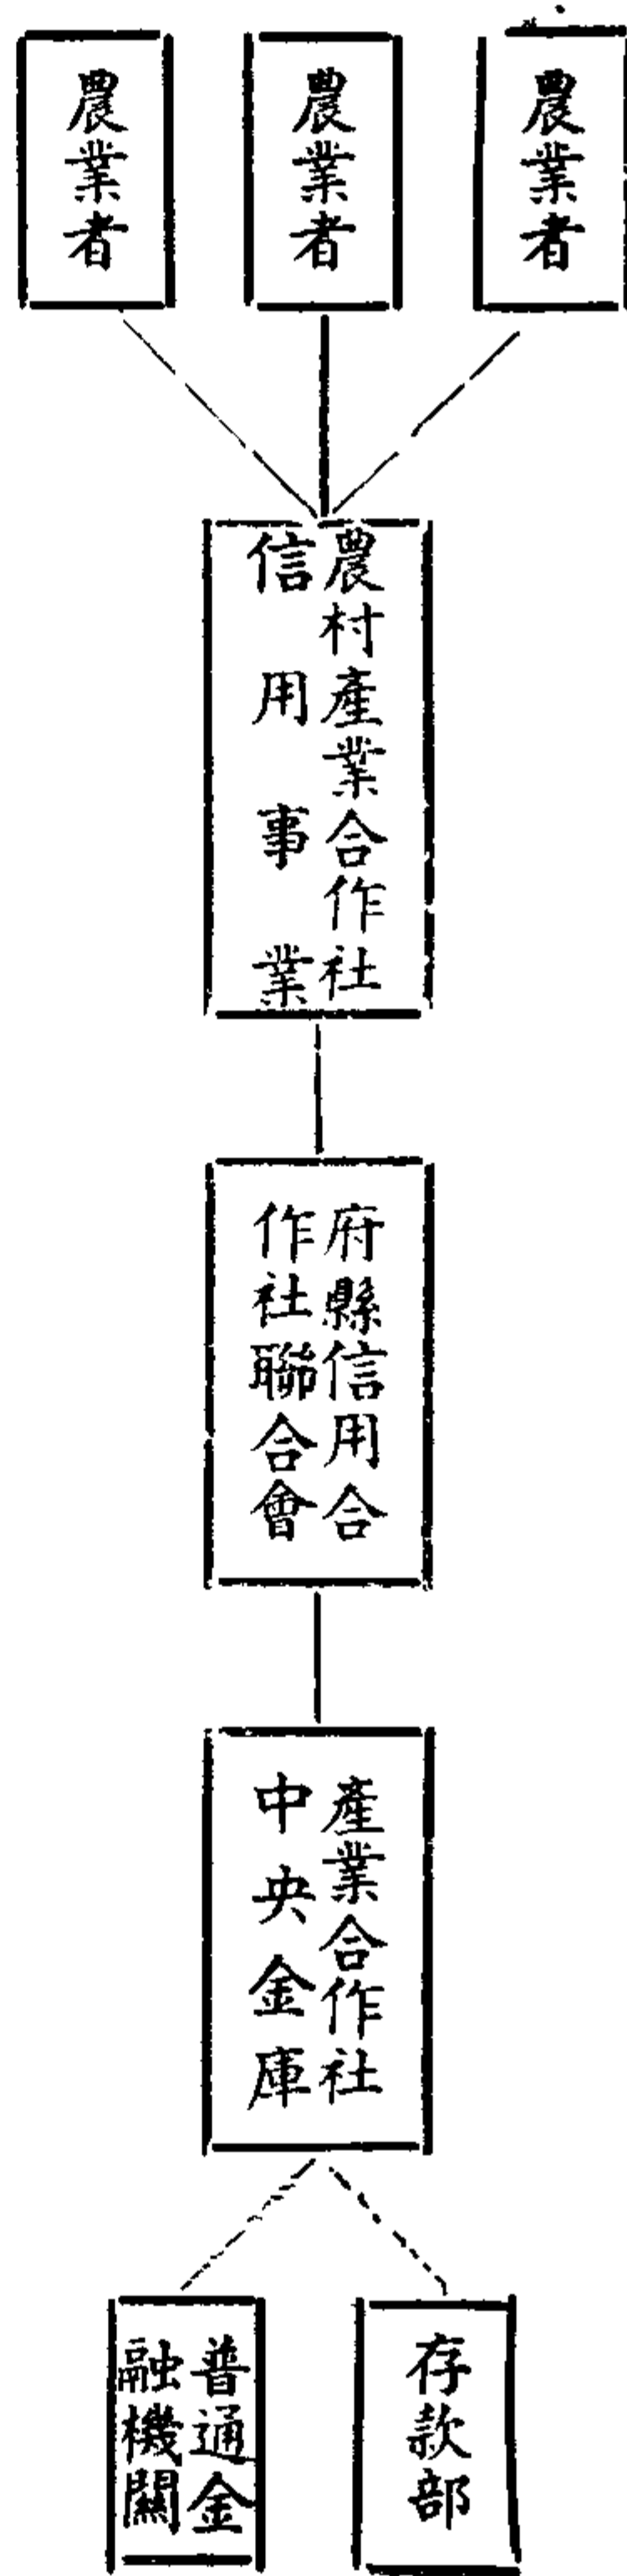 農業者
農業者
農業者
農村產業合作社
信用事業
府縣信用合
作社聯合會
產業合作社
中央金庫
存款部
普通金
融機關